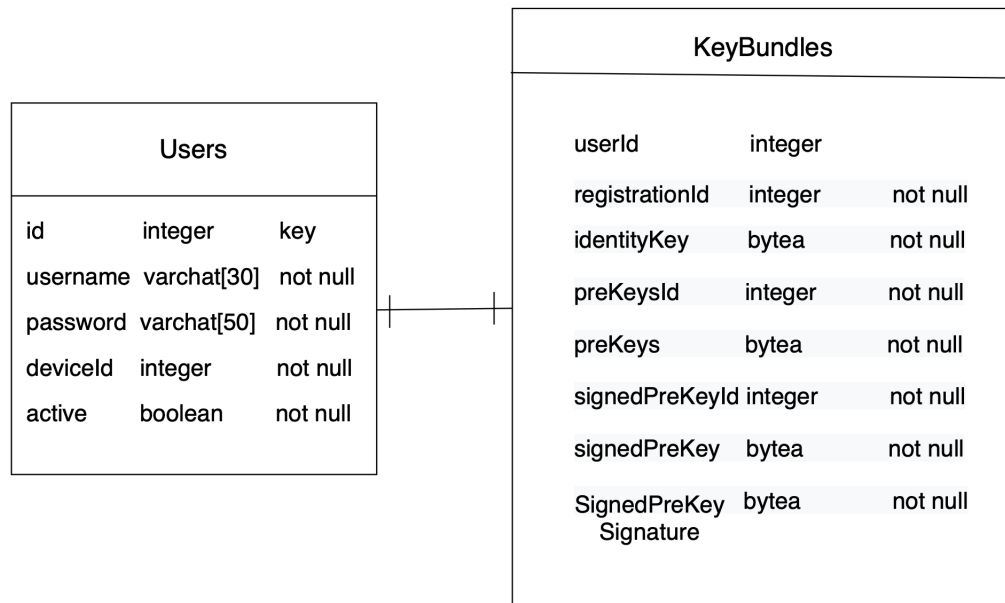 Users
id integer key
username varchat[30] not null
password varchat[50] not null
deviceId integer not null
active boolean not null
KeyBundles
userId integer
registrationId integer not null
identityKey bytea not null
preKeysId integer not null
preKeys bytea not null
signedPreKeyId integer not null
signedPreKey bytea not null
SignedPreKey bytea not null
Signature